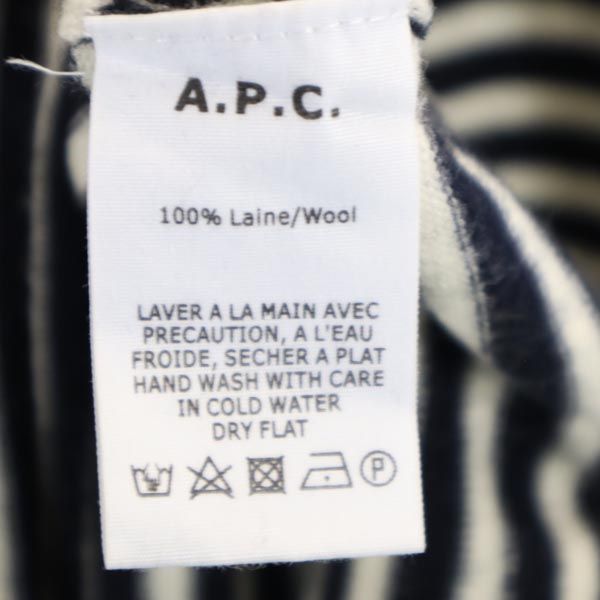 A.P.C.
100% Laine/Wool
LAVER A LA MAIN AVEC
PRECAUTION, A L'EAU
FROIDE, SECHER A PLAT
HAND WASH WITH CARE
IN COLD WATER
DRY FLAT
P